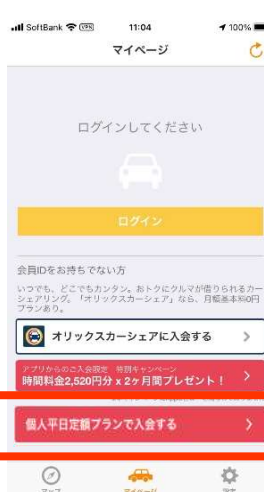 SoftBank VPN 11:04 100%
マイページ
ログインしてください
ログイン
会員IDをお持ちでない方
いつでも、どこでもカンタン。おトクにクルマが借りられるカー
シェアリング。「オリックスカーシェア」なら、月額基本料0円
プランあり。
オリックスカーシェアに入会する
アプリからのご入会限定 特別キャンペーン
時間料金2,520円分 x 2ヶ月間プレゼント！
個人平日定額プランで入会する
マップ マイページ 設定